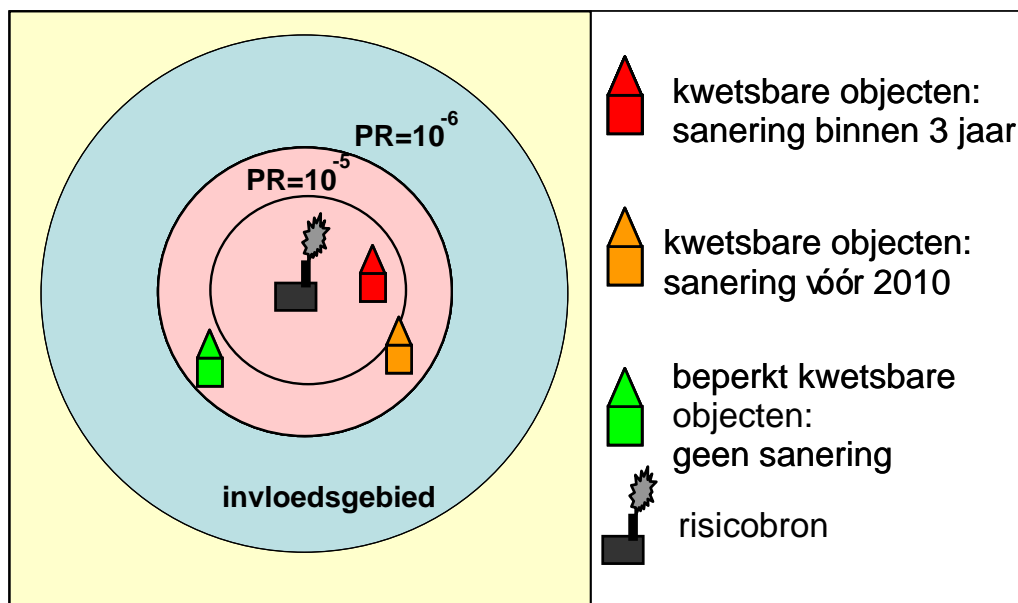 PR=10-6
PR=10-5
invloedsgebied
kwetsbare objecten:
sanering binnen 3 jaar
kwetsbare objecten:
sanering vóór 2010
beperkt kwetsbare
objecten:
geen sanering
risicobron